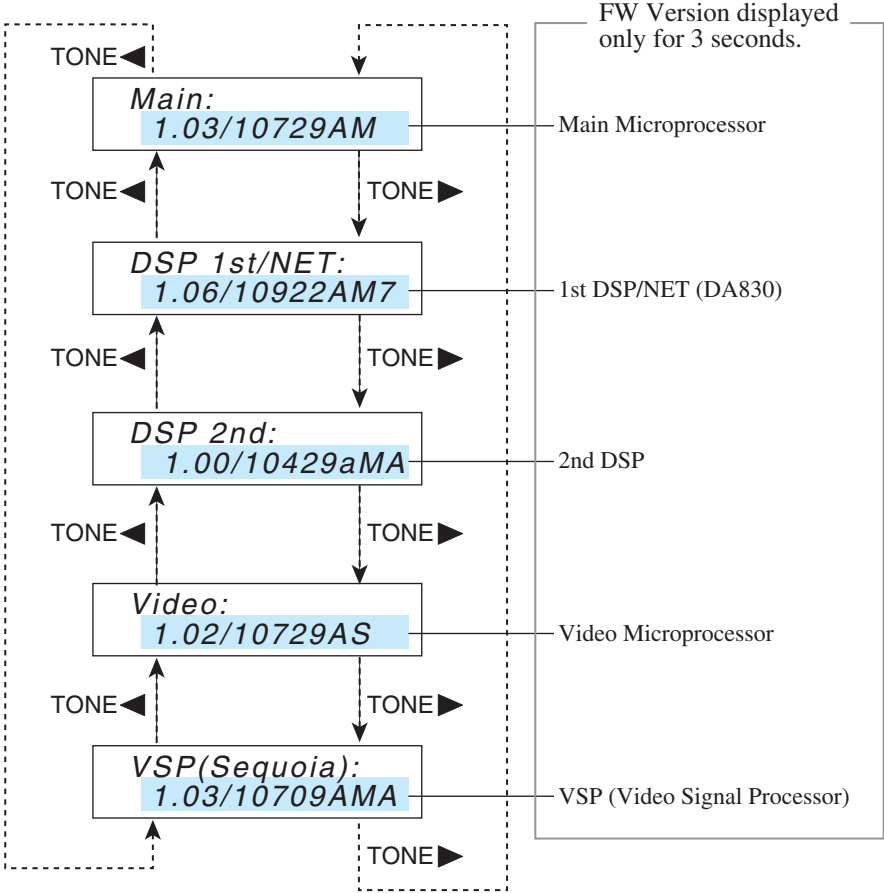 FW Version displayed
only for 3 seconds.
TONE
Main:
1.03/10729AM
Main Microprocessor
TONE
TONE
DSP 1st/NET:
1.06/10922AM7
1st DSP/NET (DA830)
TONE
TONE
DSP 2nd:
1.00/10429aMA
2nd DSP
TONE
TONE
Video:
1.02/10729AS
Video Microprocessor
TONE
TONE
VSP(Sequoia):
1.03/10709AMA
VSP (Video Signal Processor)
TONE